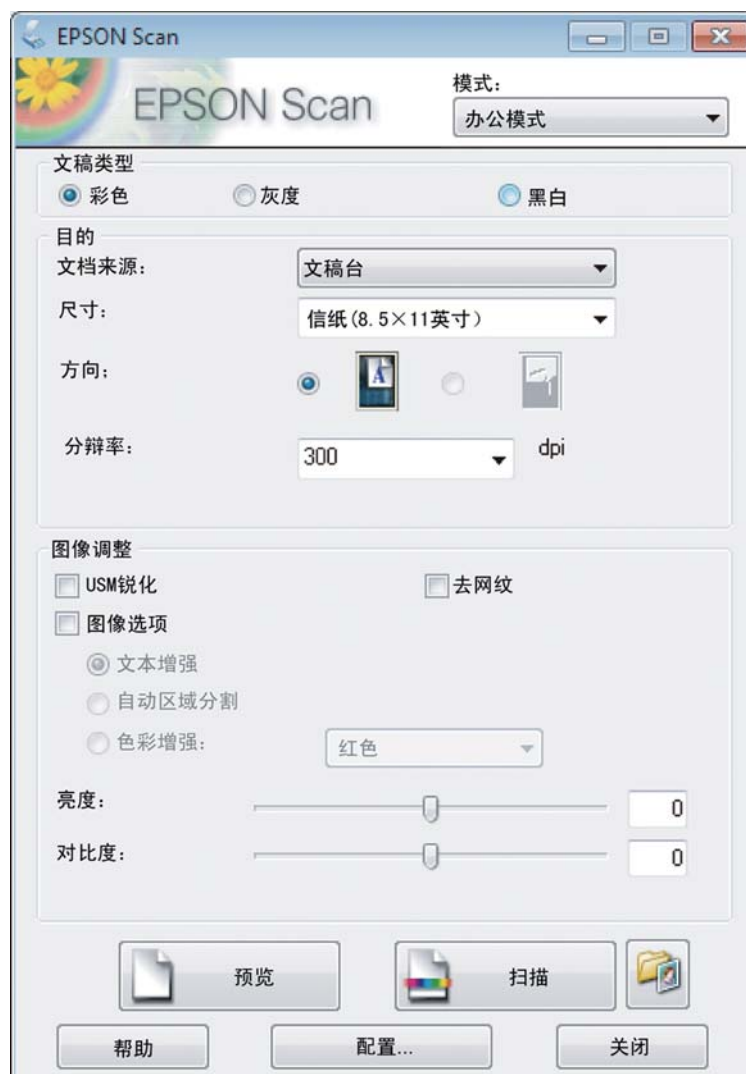 EPSON Scan
EPSON Scan
模式：
办公模式
文稿类型
彩色 灰度 黑白
目的
文档来源： 文稿台
尺寸： 信纸(8.5×11英寸)
方向； A
分辩率： 300 dpi
图像调整
USM锐化 去网纹
图像选项
文本增强
自动区域分割
色彩增强： 红色
亮度： 0
对比度： 0
预览 扫描
帮助 配置... 关闭